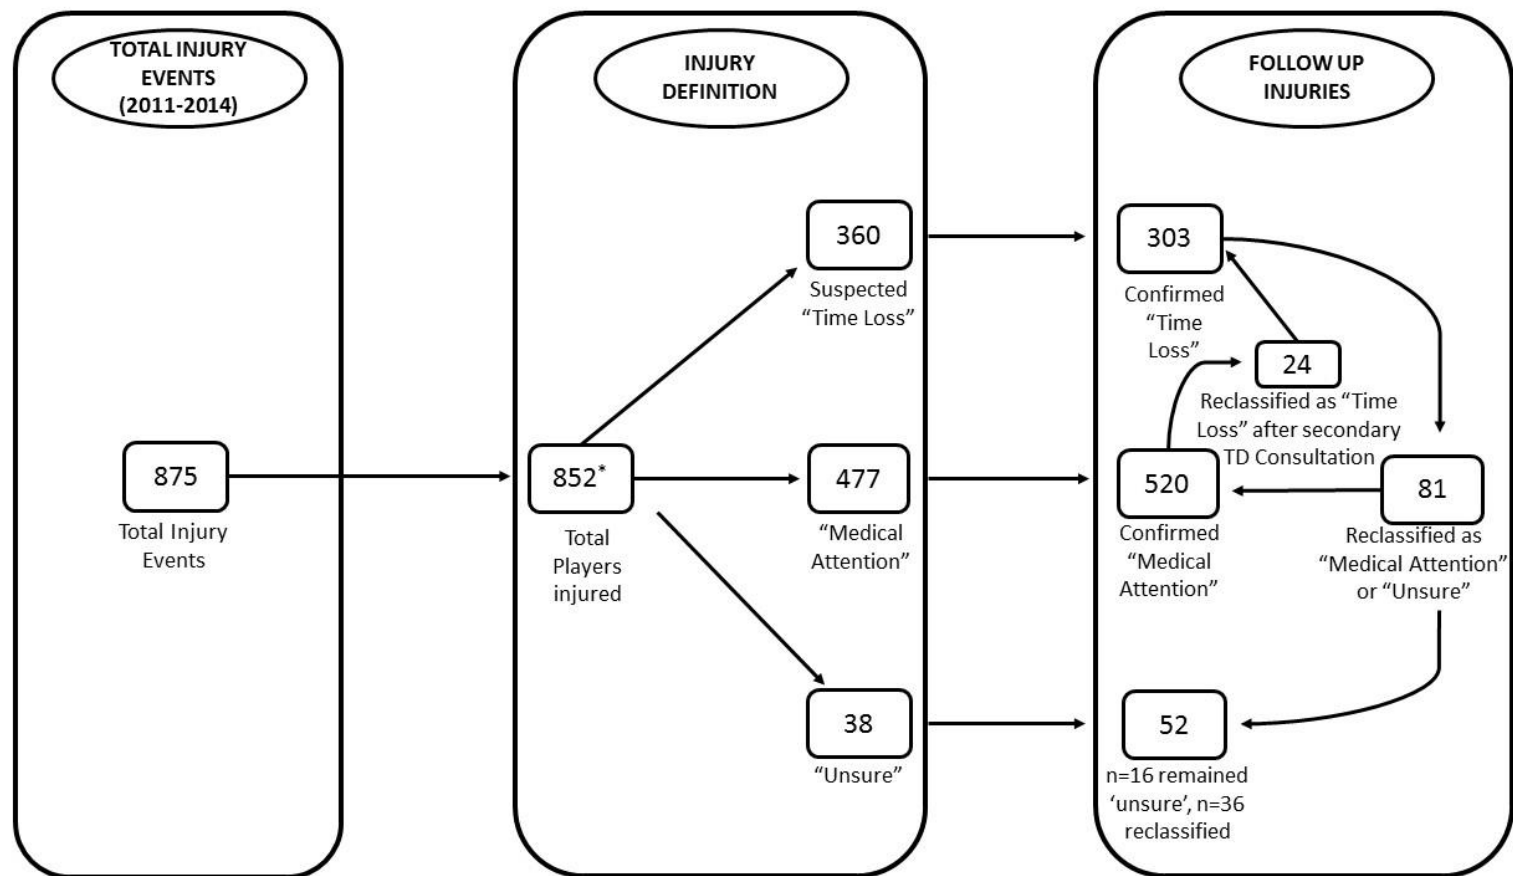 TOTAL INJURY
EVENTS
(2011-2014)
875
Total Injury
Events
INJURY
DEFINITION
852*
Total
Players
injured
360
Suspected
“Time Loss”
477
“Medical
Attention”
38
“Unsure”
FOLLOW UP
INJURIES
303
Confirmed
“Time
Loss”
24
Reclassified as “Time
Loss” after secondary
TD Consultation
520
Confirmed
“Medical
Attention”
81
Reclassified as
“Medical Attention”
or “Unsure”
52
n=16 remained
‘unsure’, n=36
reclassified